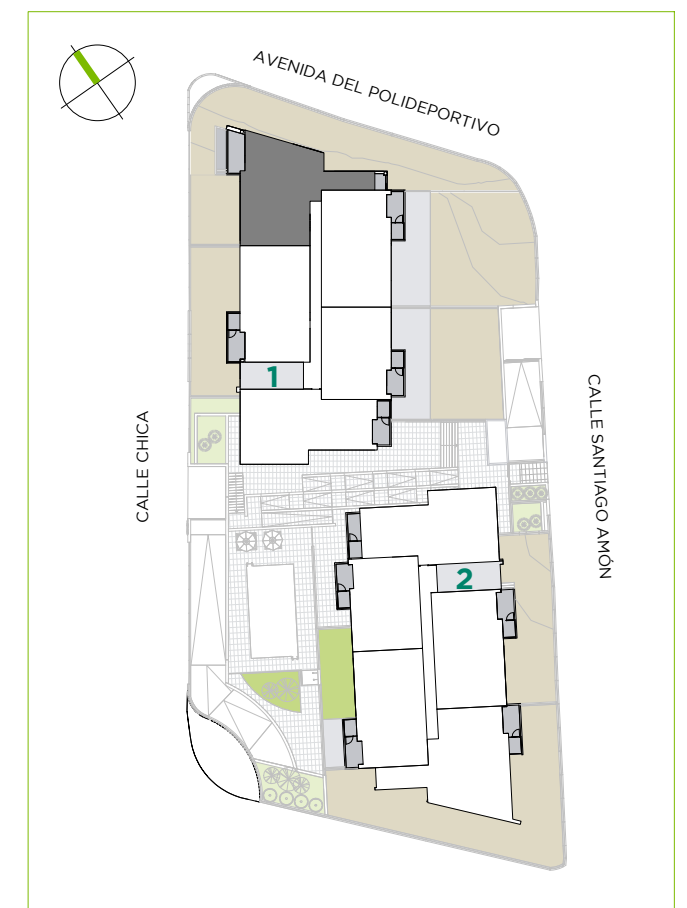 AVENIDA DEL POLIDEPORTIVO
1
CALLE CHICA
CALLE SANTIAGO AMÓN
2